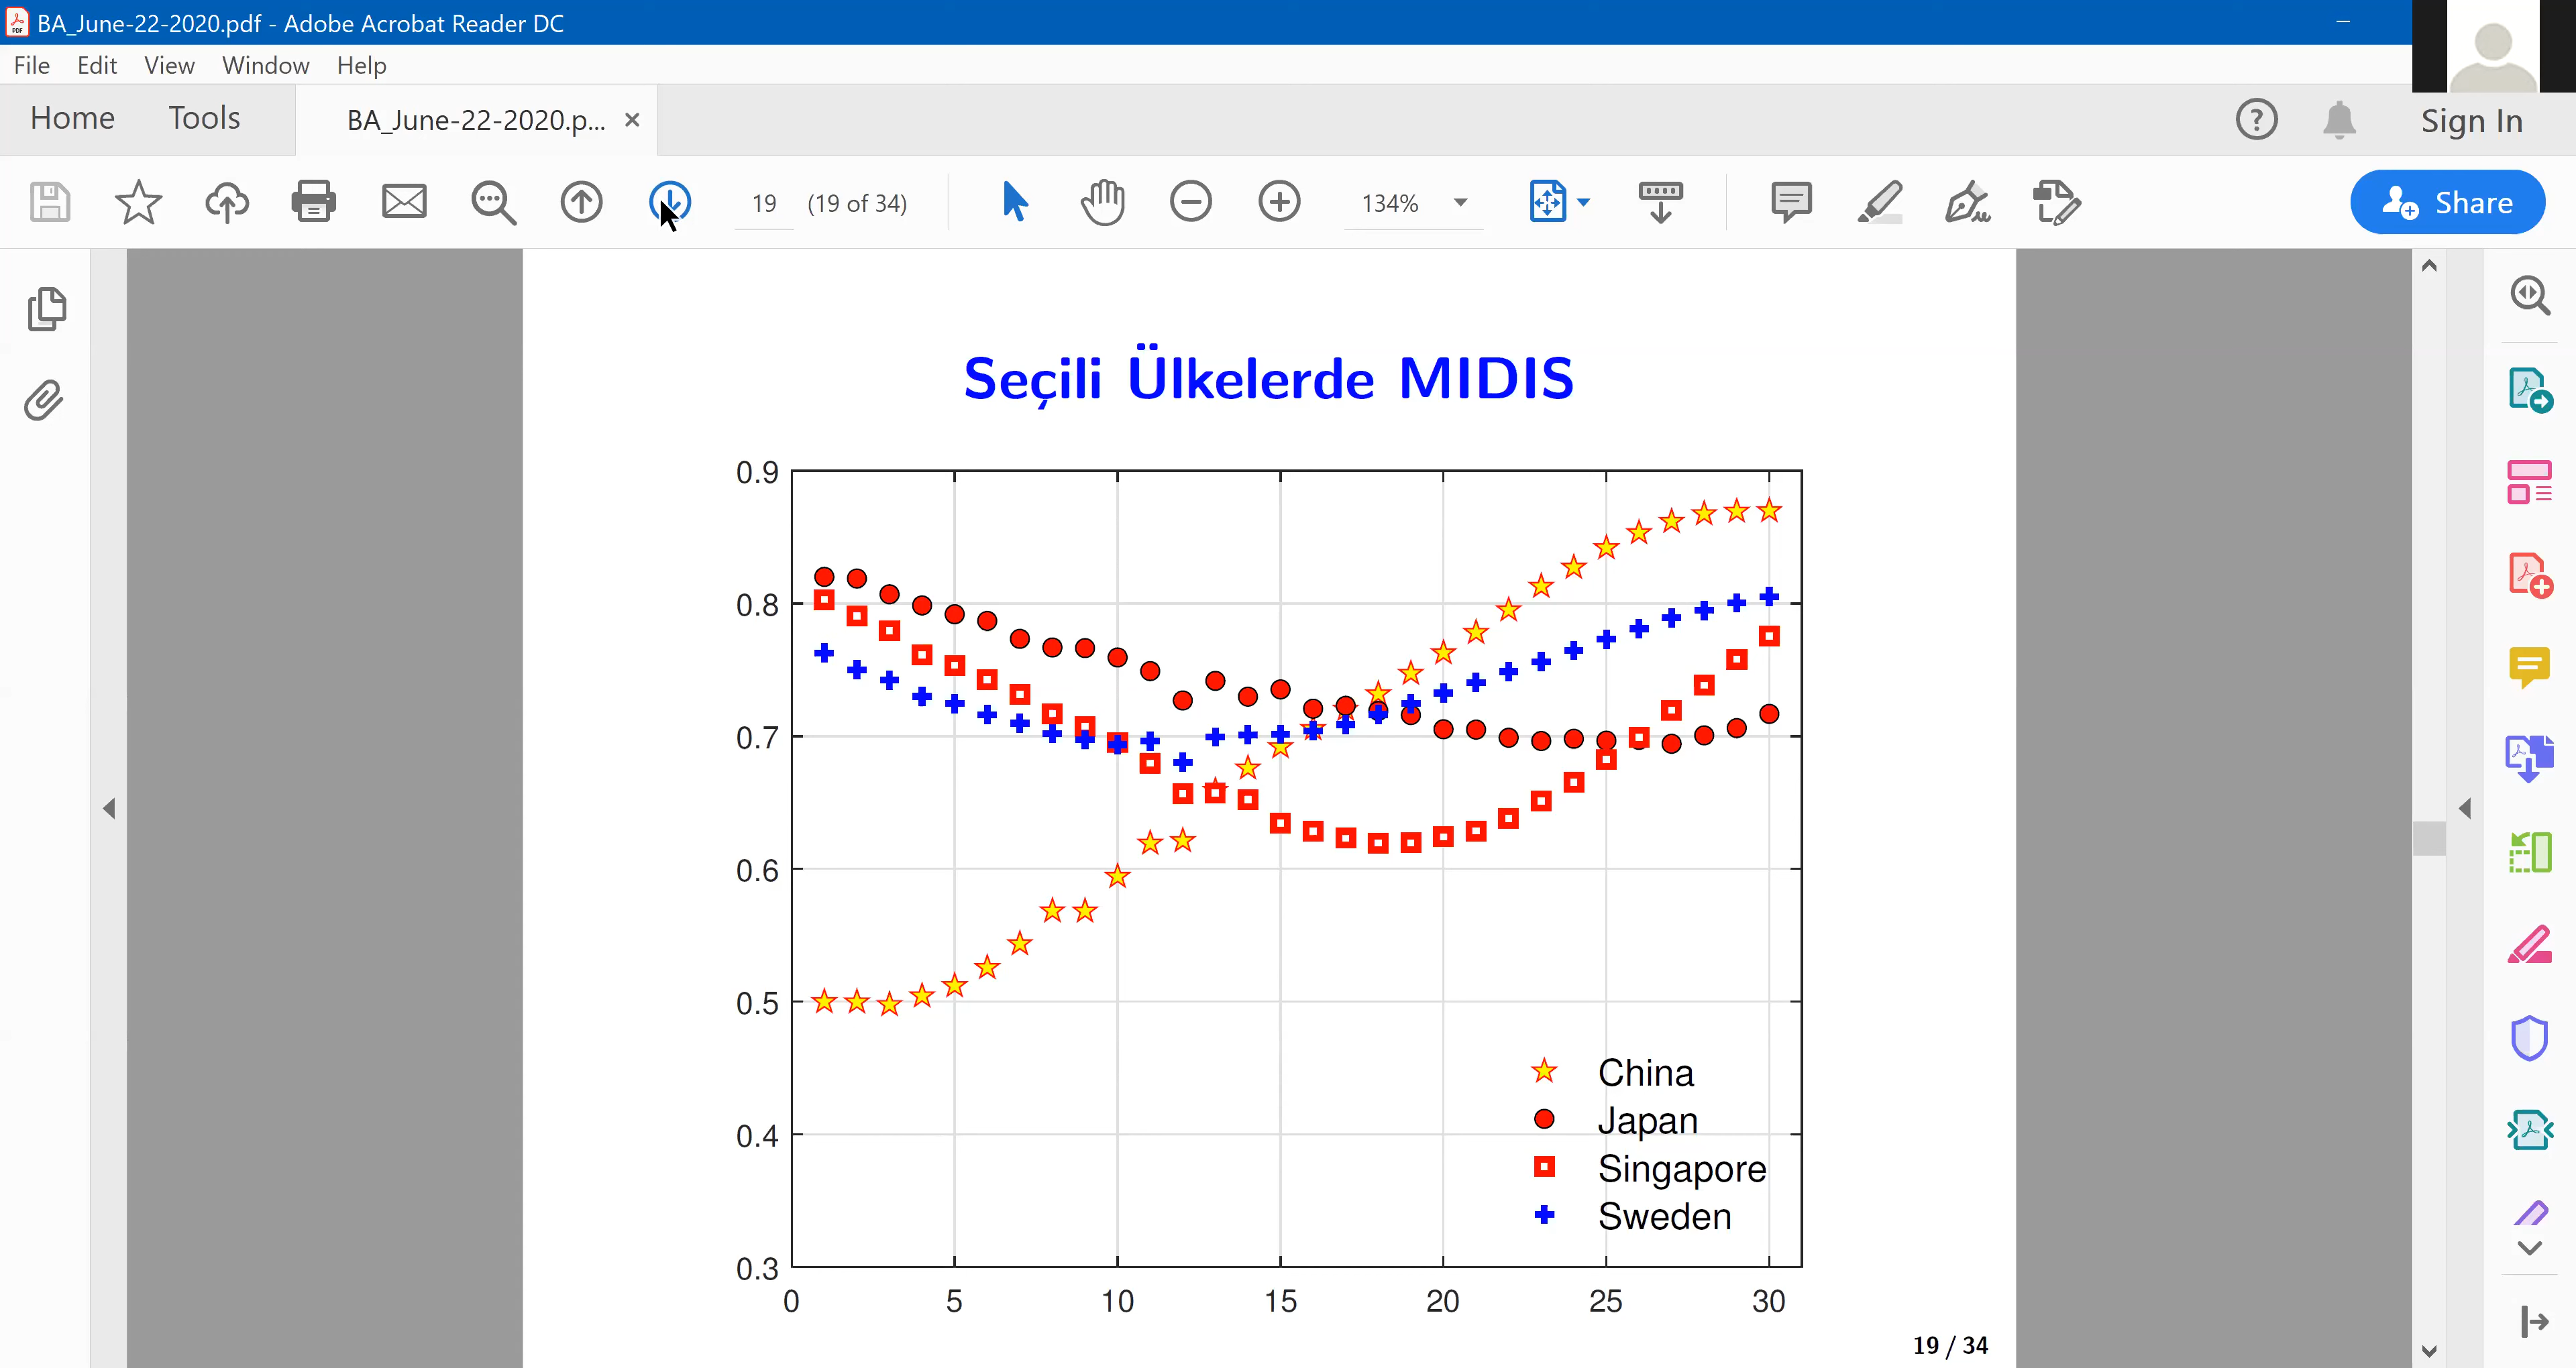 BA_June-22-2020.pdf - Adobe Acrobat Reader DC
File Edit View Window Help
Home Tools BA_June-22-2020.p... Sign In
19 (19 of 34) 134% Share
Seçili Ülkelerde MIDIS
0.9
0.8
0.7
0.6
0.5
0.4
0.3
China
Japan
Singapore
Sweden
0 5 10 15 20 25 30
19 / 34